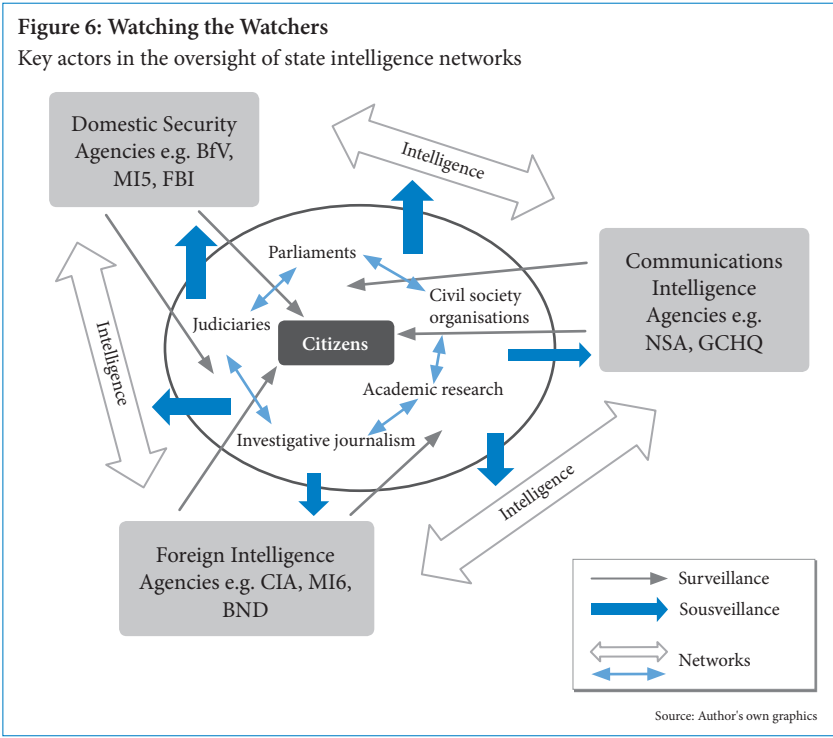 Figure 6: Watching the Watchers
Key actors in the oversight of state intelligence networks
Domestic Security
Agencies e.g. BfV,
MI5, FBI
Intelligence
Parliaments
Communications
Intelligence
Agencies e.g.
NSA, GCHQ
Civil society
organisations
Judiciaries
Citizens
Intelligence
Academic research
Investigative journalism
Intelligence
Foreign Intelligence
Agencies e.g. CIA, MI6,
BND
Surveillance
Sousveillance
Networks
Source: Author's own graphics